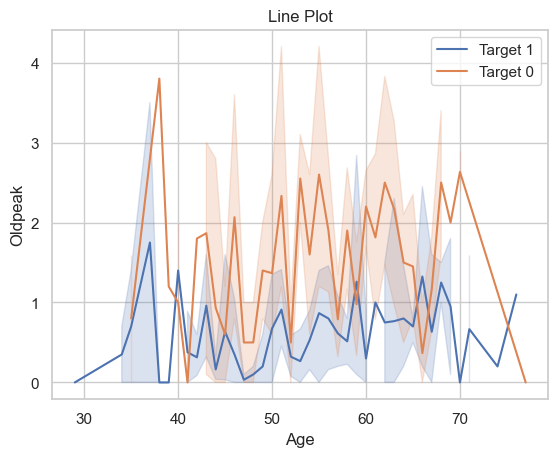 Line Plot
Target 1
Target 0
Oldpeak
4
3
2
1
0
30 40 50 60 70
Age